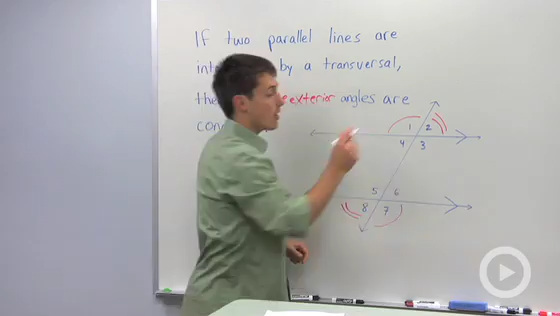 If two parallel lines are
by a transversal,
exterior angles are
1 2
4 3
5 6
8 7